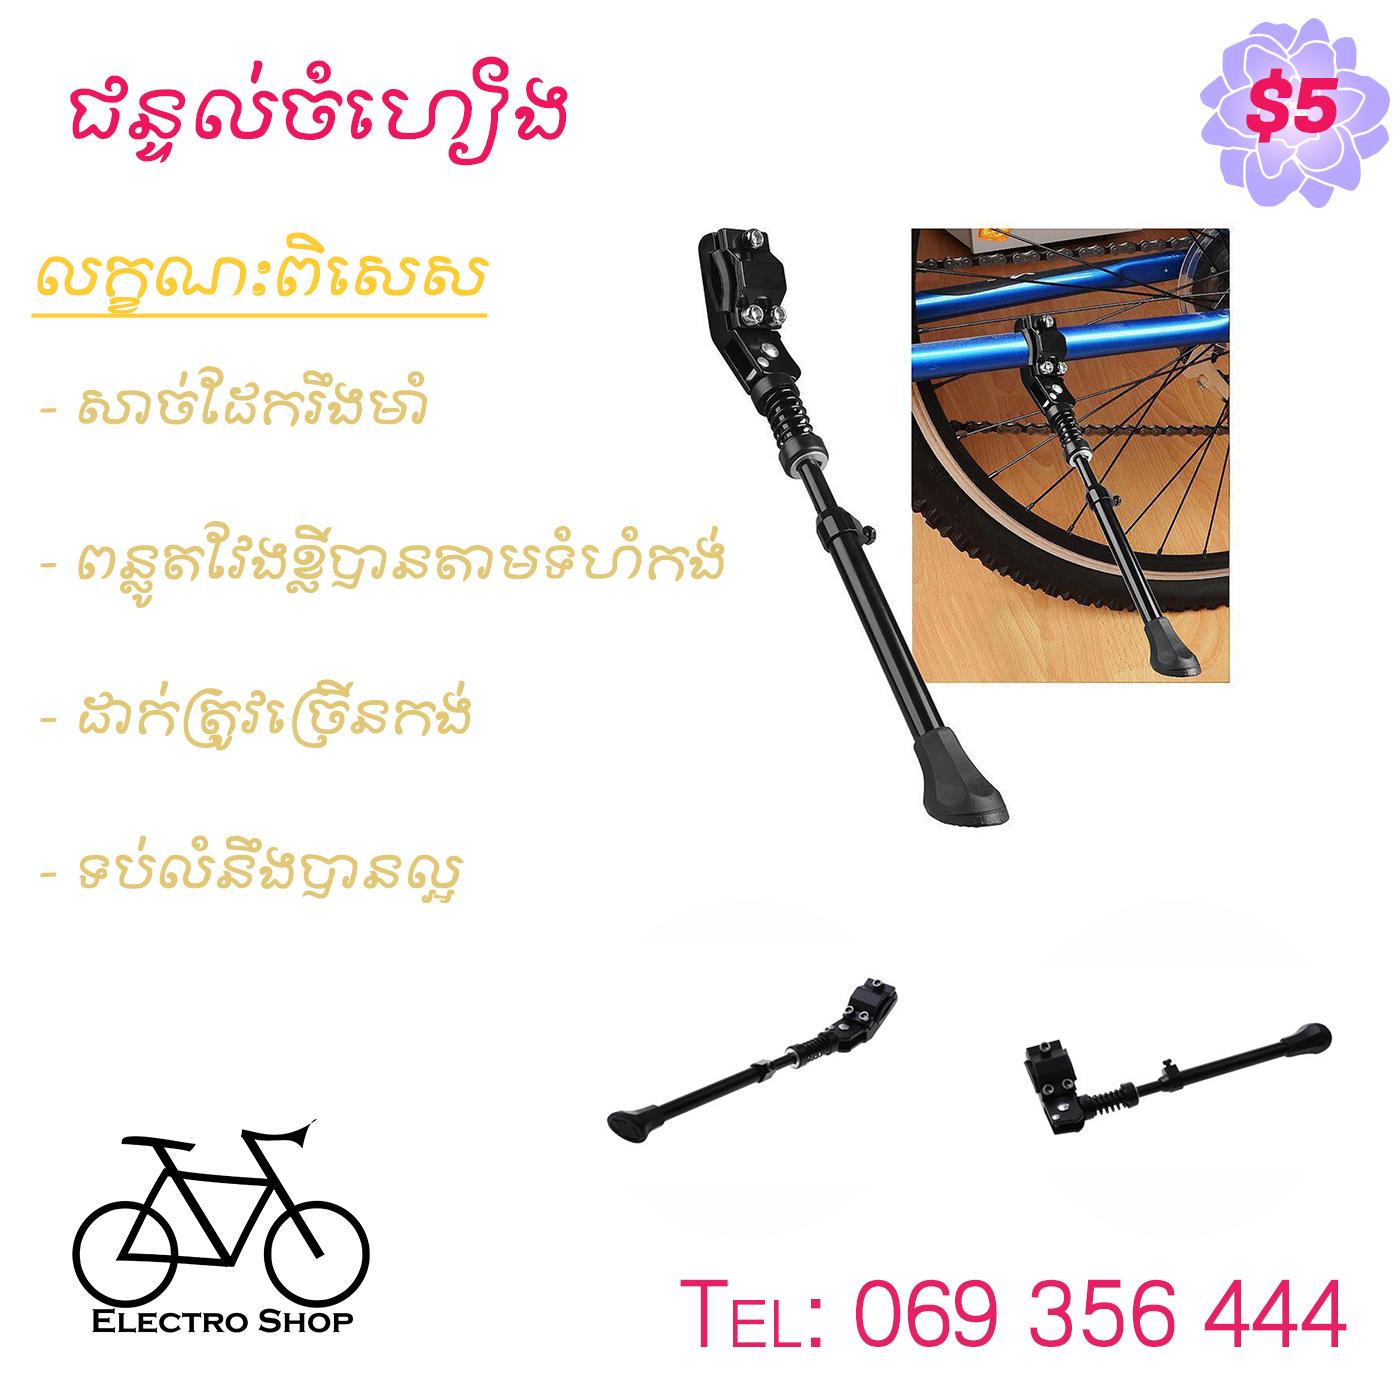 ជន្ទល់ចំហៀង
$5
លក្ខណះពិសេស
- សាច់ដែករឹងមាំ
- ពន្លូតវែងខ្លីបានតាមទំហំកង់
- ដាក់ត្រូវច្រើនកង់
- ទប់លំនឹងបានល្អ
ELECTRO SHOP
TEL: 069 356 444